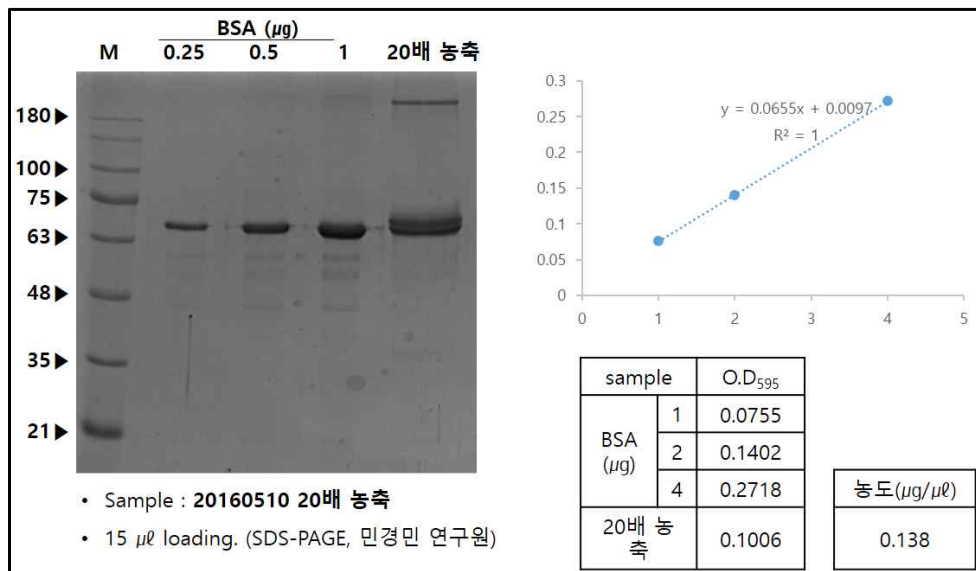 BSA (㎍)
M 0.25 0.5 1 20배 농축
180▶
100▶
75▶
63▶
48▶
35▶
21▶
• Sample : 20160510 20배 농축
• 15 ㎕ loading. (SDS-PAGE, 민경민 연구원)
0.3
0.25
0.2
0.15
0.1
0.05
0
0 1 2 3 4 5
y = 0.0655x + 0.0097
R² = 1
sample O.D₅₉₅
BSA (㎍)
1 0.0755
2 0.1402
4 0.2718
20배 농
축
0.1006
농도(㎍/㎕)
0.138